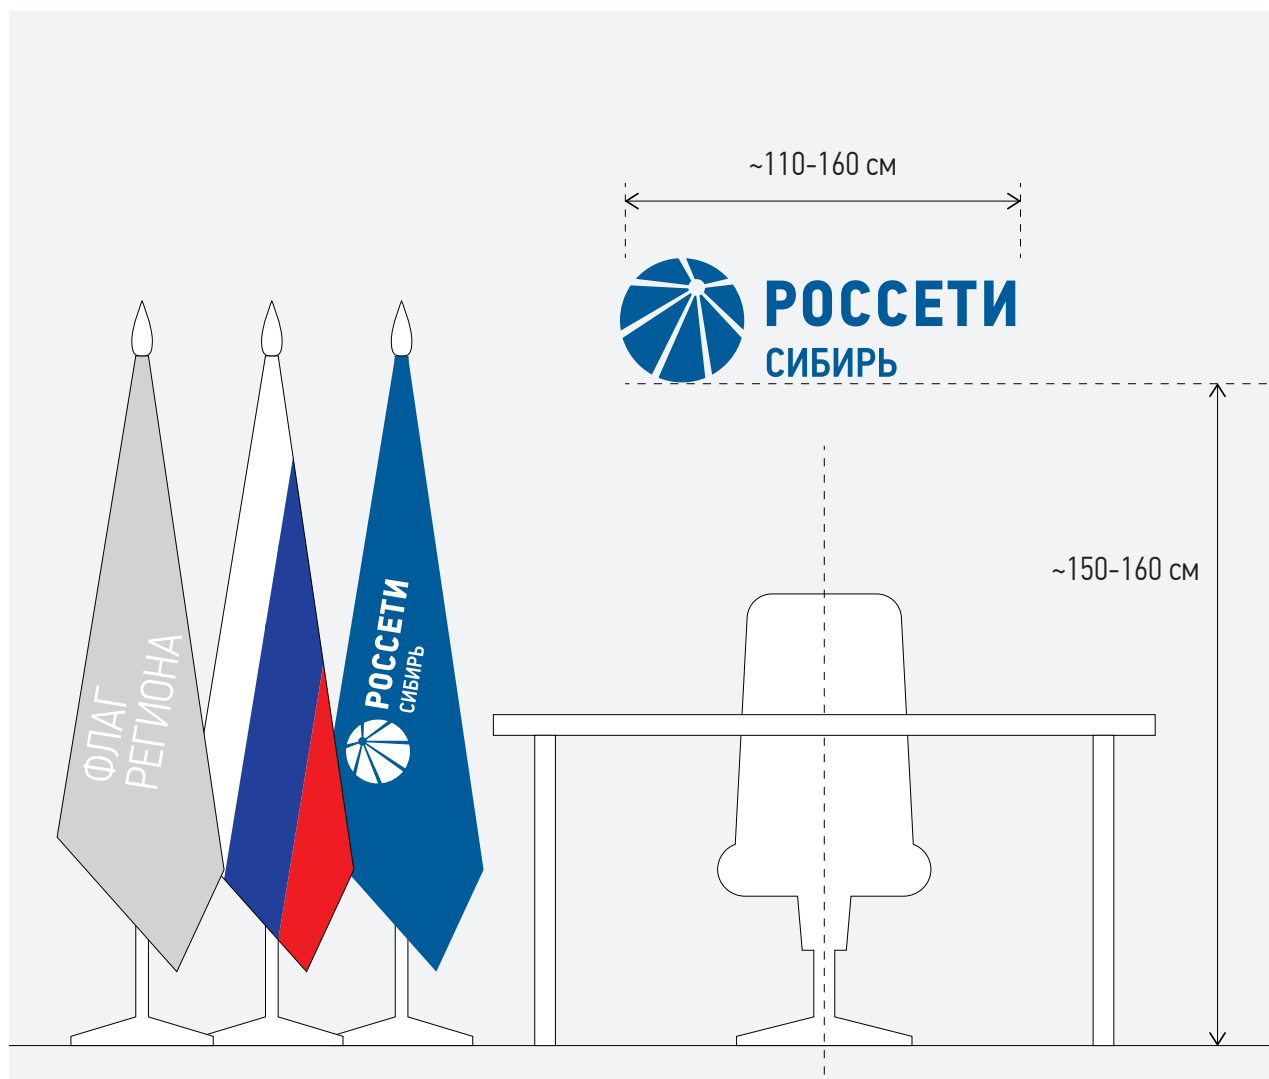 ~110-160 см
РОССЕТИ
СИБИРЬ
~150-160 см
ФЛАГ
РЕГИОНА
РОССЕТИ
СИБИРЬ